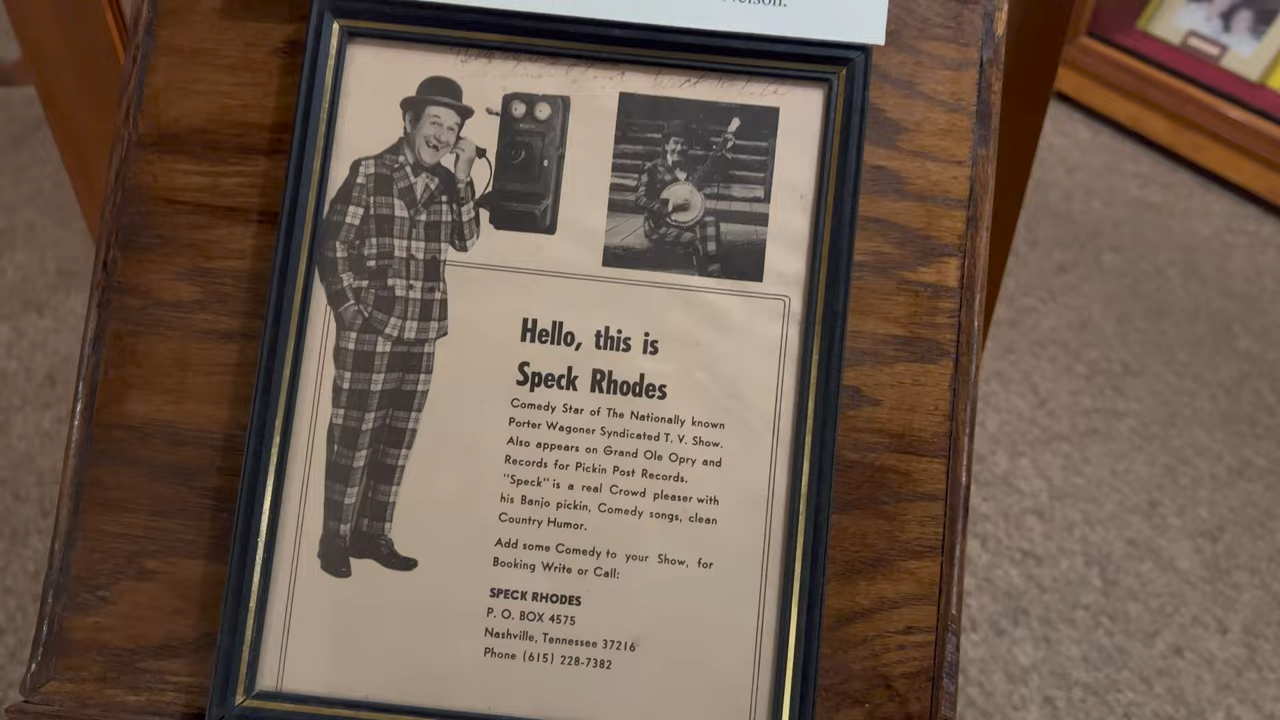 Nelson.
Hello, this is
Speck Rhodes
Comedy Star of The Nationally known
Porter Wagoner Syndicated T. V. Show.
Also appears on Grand Ole Opry and
Records for Pickin Post Records.
"Speck" is a real Crowd pleaser with
his Banjo pickin, Comedy songs, clean
Country Humor.
Add some Comedy to your Show, for
Booking Write or Call:
SPECK RHODES
P. O. BOX 4575
Nashville, Tennessee 37216
Phone (615) 228-7382